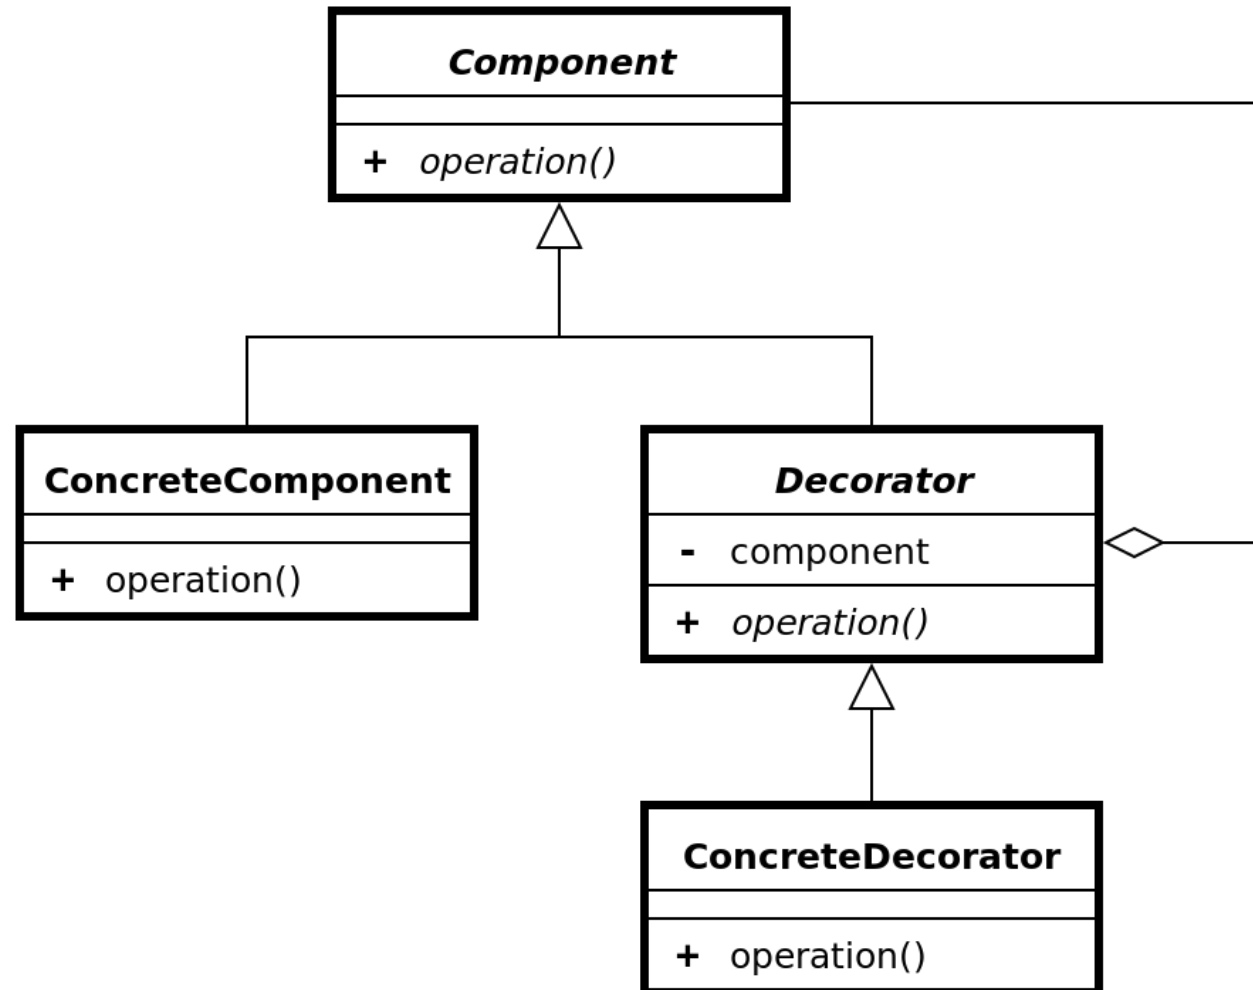 Component
+ operation()
ConcreteComponent
+ operation()
Decorator
- component
+ operation()
ConcreteDecorator
+ operation()